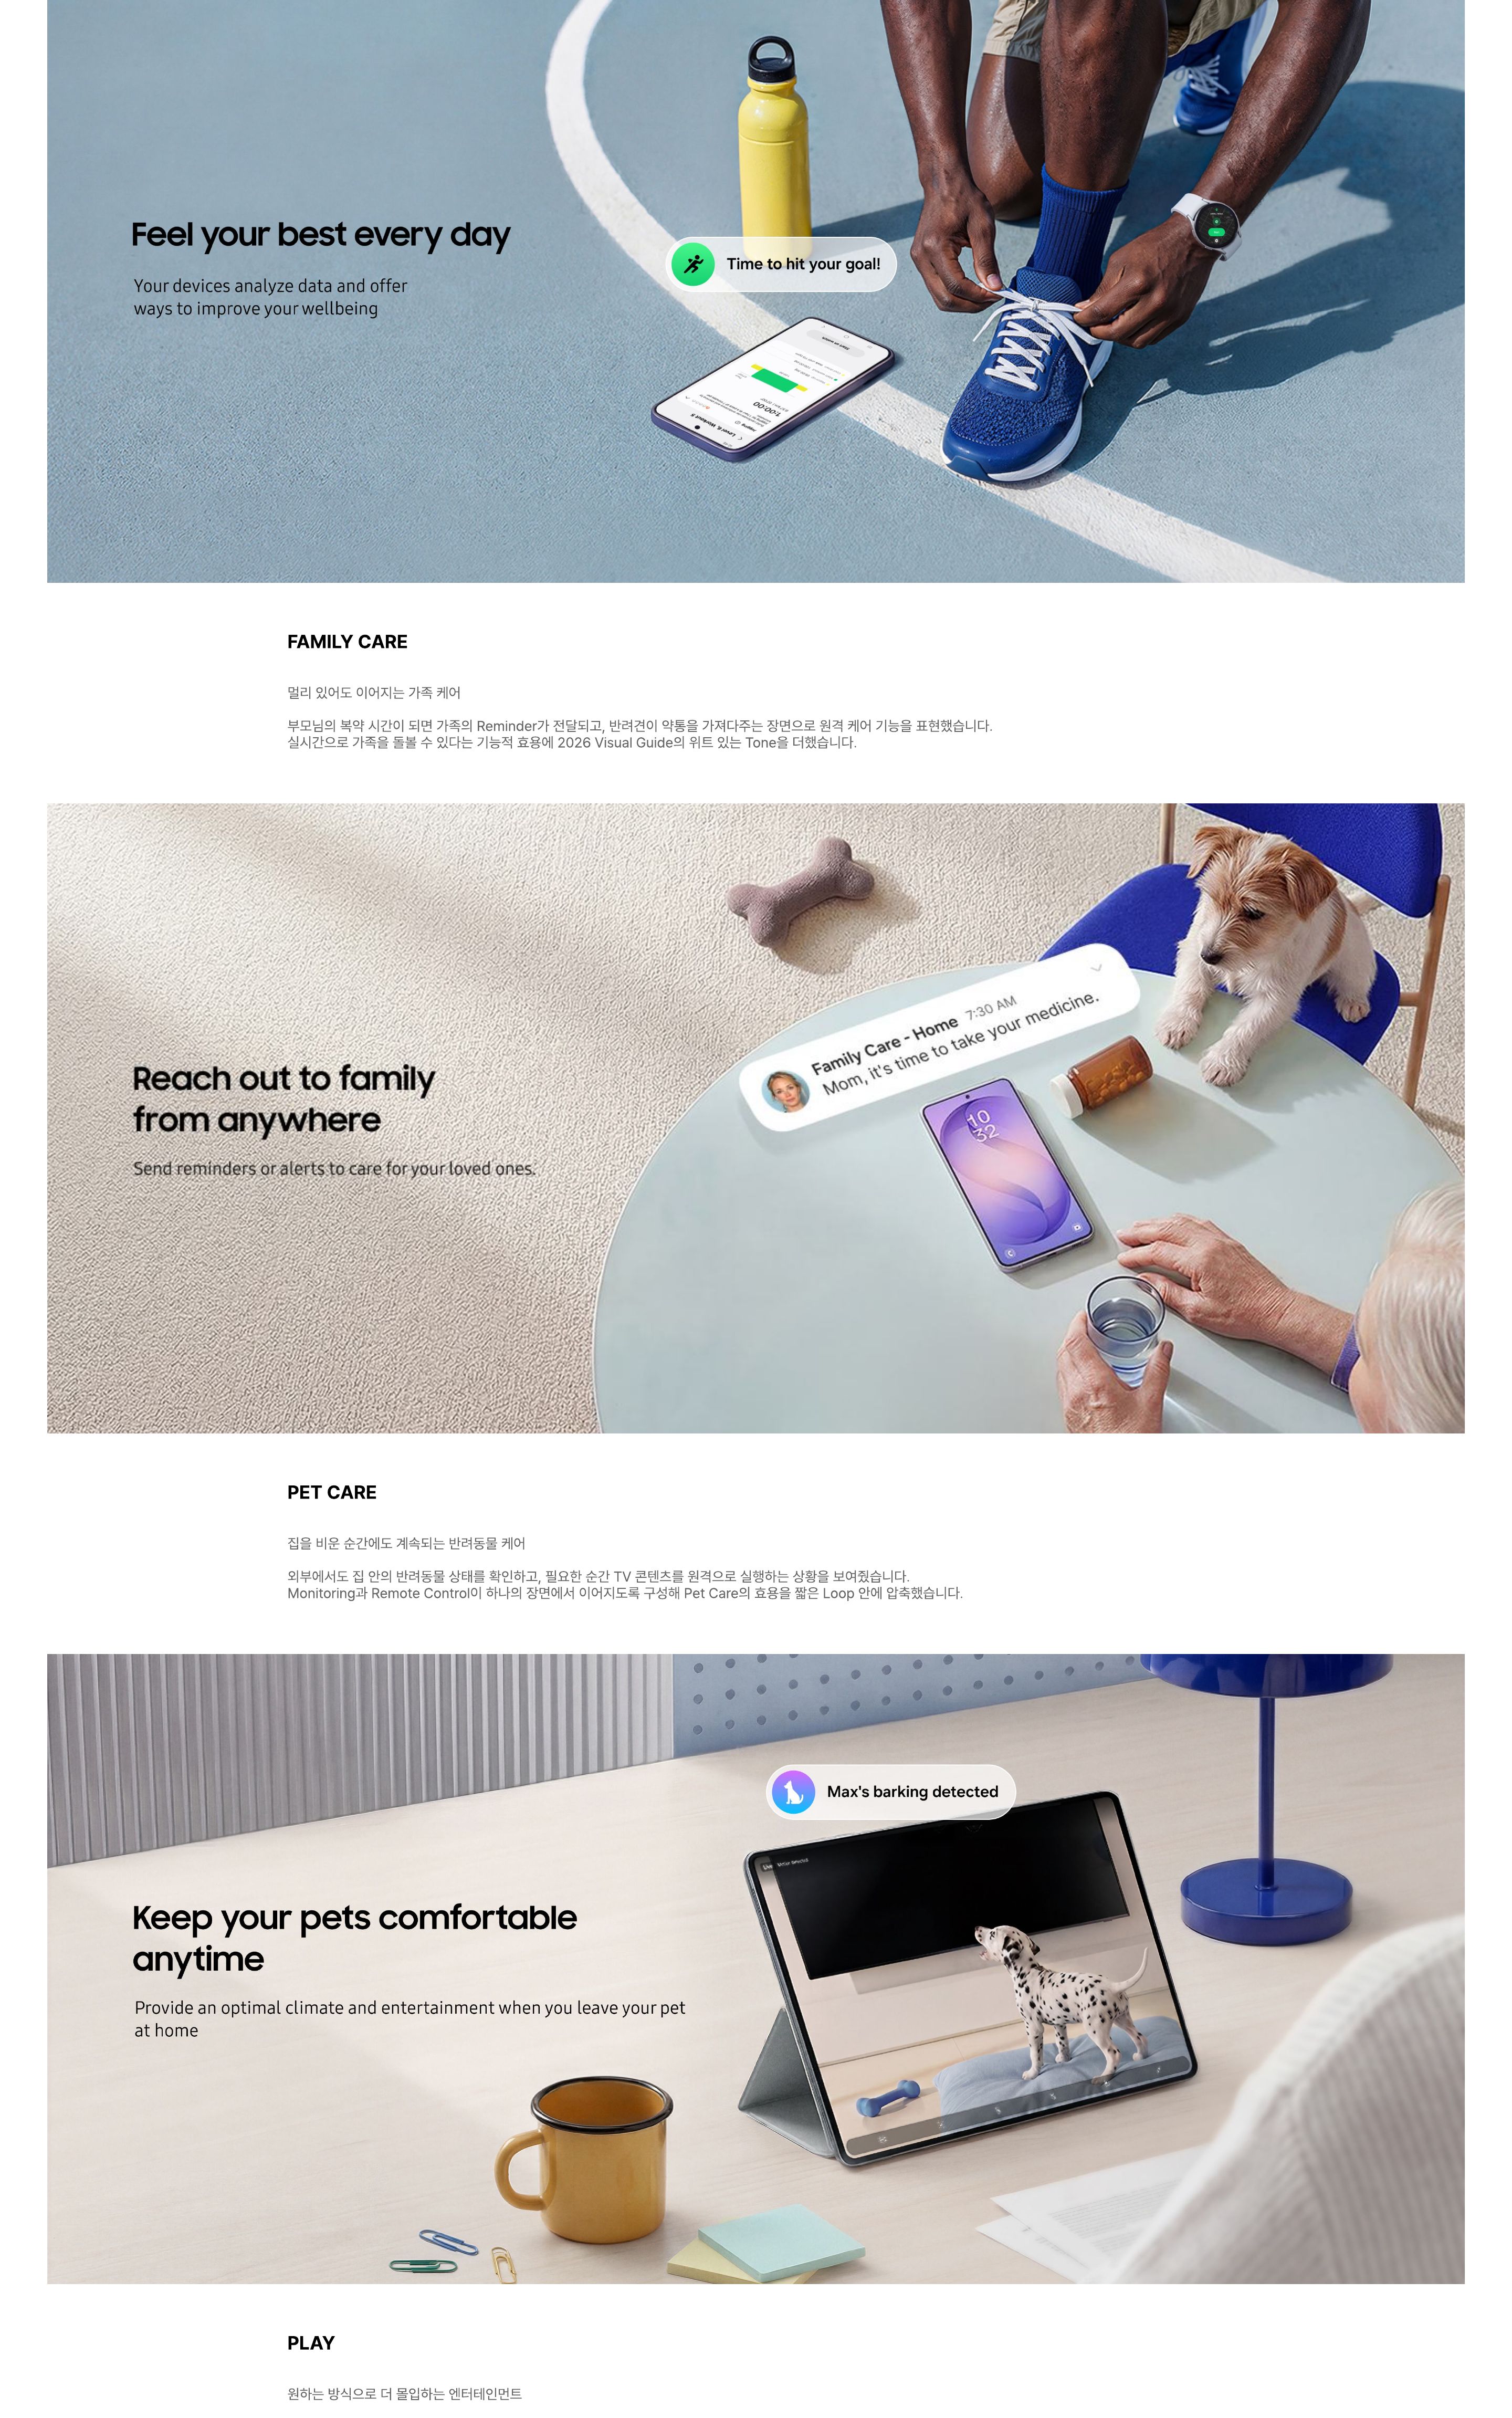 Feel your best every day
Your devices analyze data and offer
ways to improve your wellbeing
Time to hit your goal!
1:00:00
FAMILY CARE
멀리 있어도 이어지는 가족 케어
부모님의 복약 시간이 되면 가족의 Reminder가 전달되고, 반려견이 약통을 가져다주는 장면으로 원격 케어 기능을 표현했습니다.
실시간으로 가족을 돌볼 수 있다는 기능적 효용에 2026 Visual Guide의 위트 있는 Tone을 더했습니다.
Family Care - Home 7:30 AM
Mom, it's time to take your medicine.
10
32
Reach out to family
from anywhere
Send reminders or alerts to care for your loved ones.
PET CARE
집을 비운 순간에도 계속되는 반려동물 케어
외부에서도 집 안의 반려동물 상태를 확인하고, 필요한 순간 TV 콘텐츠를 원격으로 실행하는 상황을 보여줬습니다.
Monitoring과 Remote Control이 하나의 장면에서 이어지도록 구성해 Pet Care의 효용을 짧은 Loop 안에 압축했습니다.
Max's barking detected
Live
Keep your pets comfortable
anytime
Provide an optimal climate and entertainment when you leave your pet
at home
PLAY
원하는 방식으로 더 몰입하는 엔터테인먼트